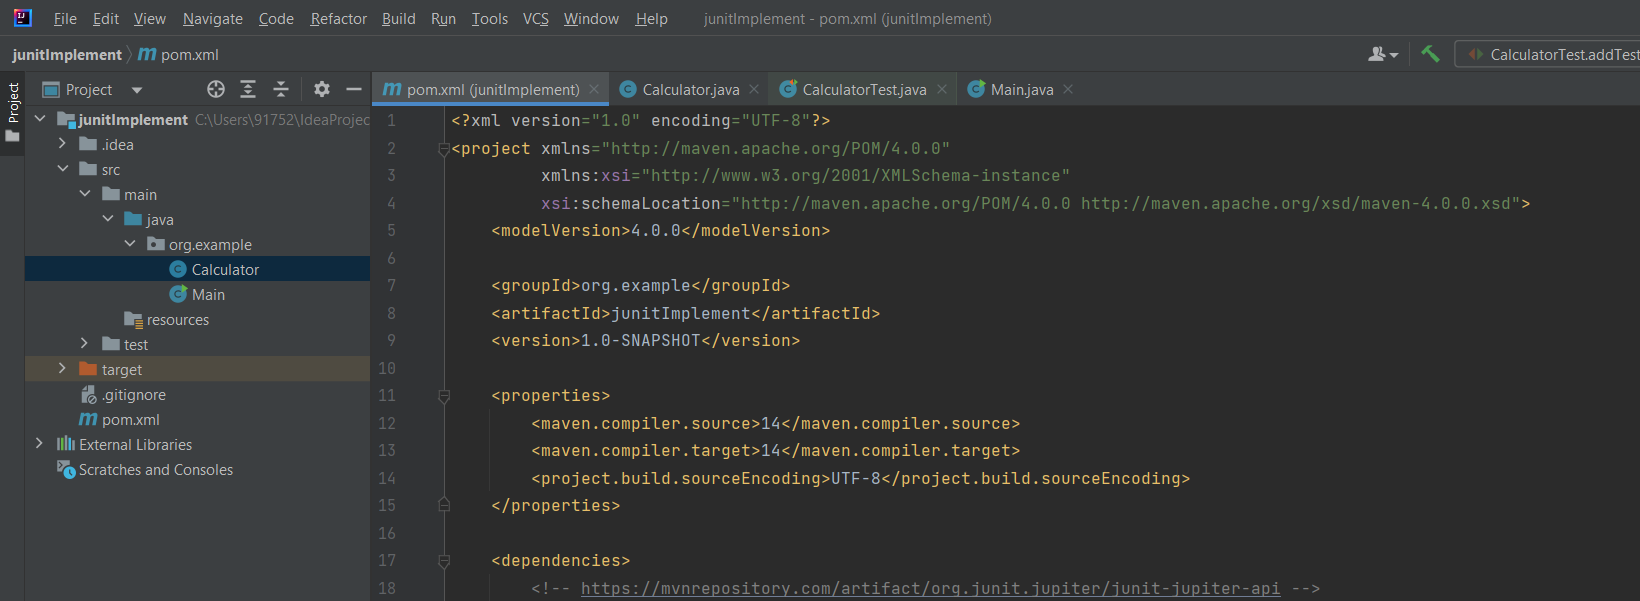 File Edit View Navigate Code Refactor Build Run Tools VCS Window Help junitImplement - pom.xml (junitImplement)
junitImplement pom.xml CalculatorTest.addTest
Project
Project
pom.xml (junitImplement) Calculator.java CalculatorTest.java Main.java
junitImplement C:\Users\91752\IdeaProjec
.idea
src
main
java
org.example
Calculator
Main
resources
test
target
.gitignore
pom.xml
External Libraries
Scratches and Consoles
1 <?xml version="1.0" encoding="UTF-8"?>
2 <project xmlns="http://maven.apache.org/POM/4.0.0"
3 xmlns:xsi="http://www.w3.org/2001/XMLSchema-instance"
4 xsi:schemaLocation="http://maven.apache.org/POM/4.0.0 http://maven.apache.org/xsd/maven-4.0.0.xsd">
5 <modelVersion>4.0.0</modelVersion>
6
7 <groupId>org.example</groupId>
8 <artifactId>junitImplement</artifactId>
9 <version>1.0-SNAPSHOT</version>
10
11 <properties>
12 <maven.compiler.source>14</maven.compiler.source>
13 <maven.compiler.target>14</maven.compiler.target>
14 <project.build.sourceEncoding>UTF-8</project.build.sourceEncoding>
15 </properties>
16
17 <dependencies>
18 <!-- https://mvnrepository.com/artifact/org.junit.jupiter/junit-jupiter-api -->